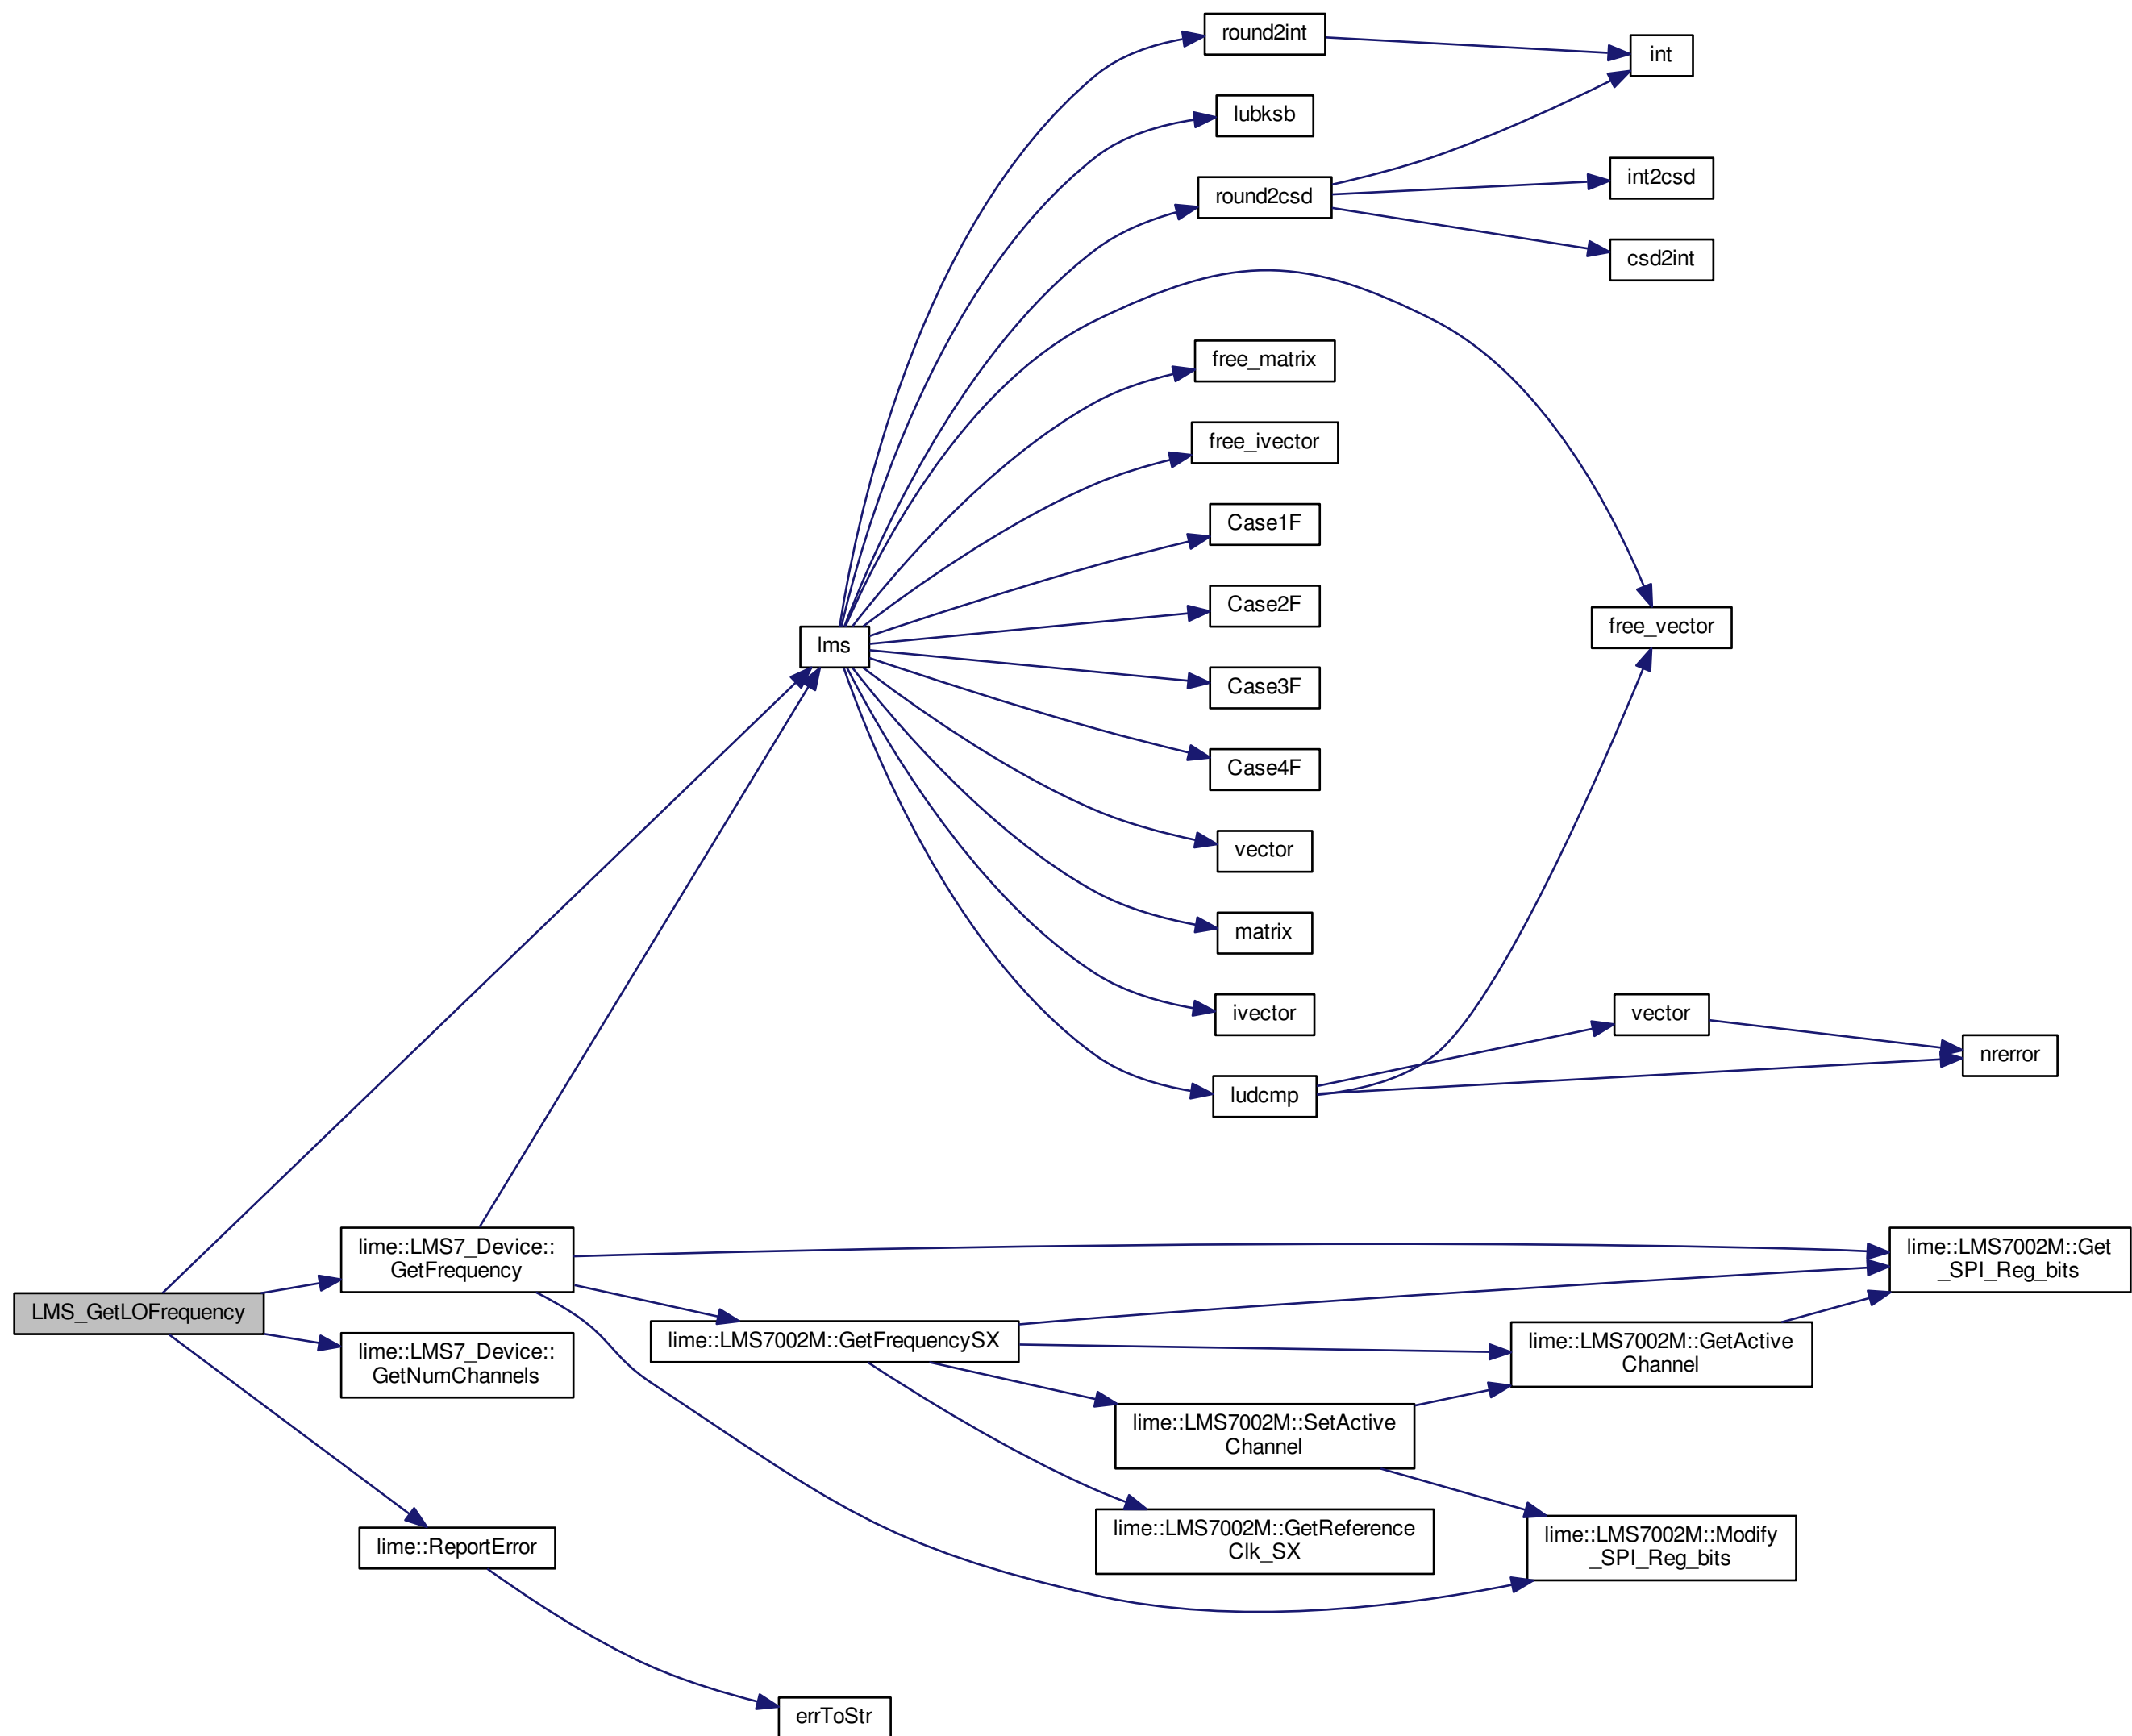 round2int
int
lubksb
int2csd
round2csd
csd2int
free_matrix
free_ivector
Case1F
Case2F
free_vector
lms
Case3F
Case4F
vector
matrix
ivector
vector
nrerror
ludcmp
lime::LMS7_Device::
GetFrequency
lime::LMS7002M::Get
_SPI_Reg_bits
LMS_GetLOFrequency
lime::LMS7002M::GetFrequencySX
lime::LMS7002M::GetActive
Channel
lime::LMS7_Device::
GetNumChannels
lime::LMS7002M::SetActive
Channel
lime::LMS7002M::GetReference
Clk_SX
lime::LMS7002M::Modify
_SPI_Reg_bits
lime::ReportError
errToStr